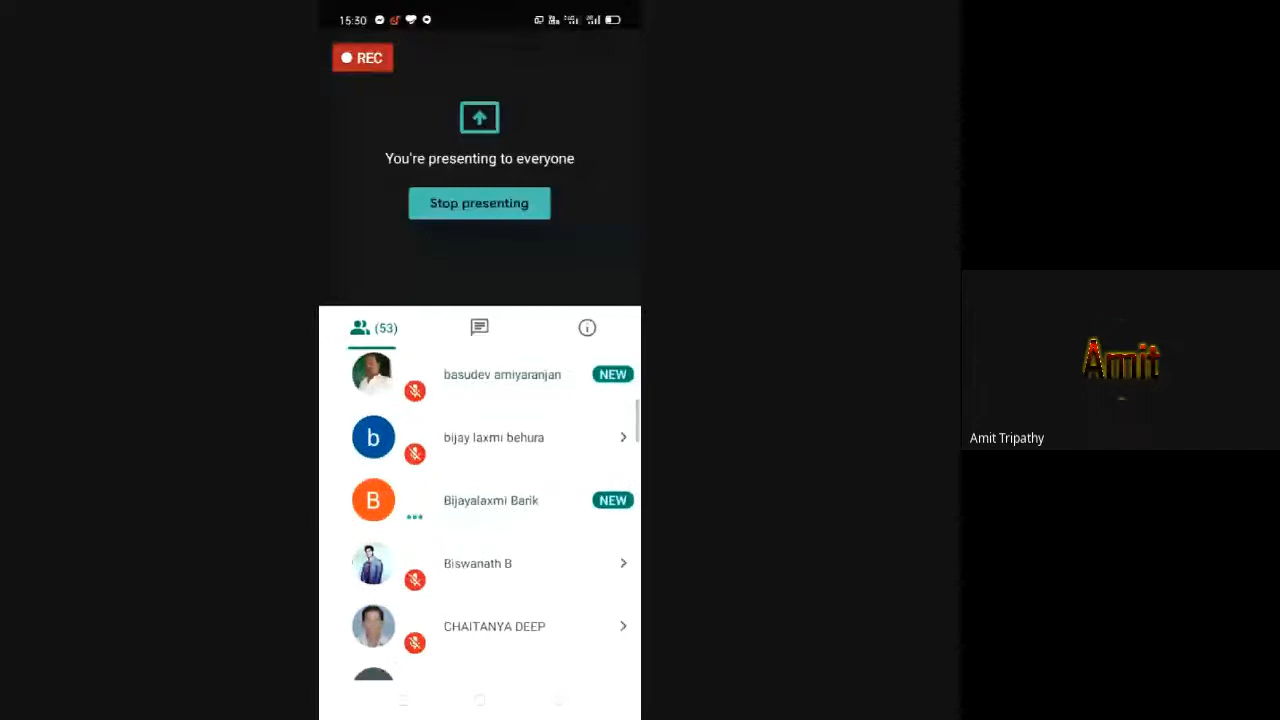 15:30
REC
You're presenting to everyone
Stop presenting
(53)
basudev amiyaranjan NEW
b bijay laxmi behura
B Bijayalaxmi Barik NEW
Biswanath B
CHAITANYA DEEP
Amit
Amit Tripathy